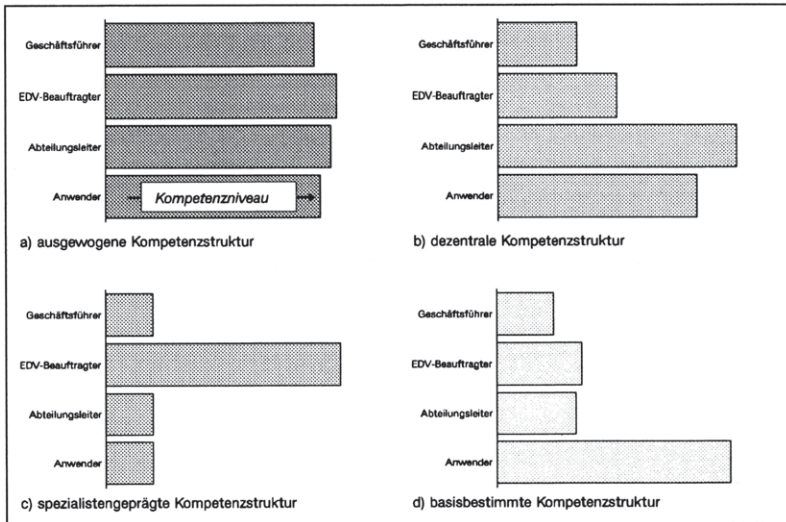 Geschäftsführer
EDV-Beauftragter
Abteilungsleiter
Anwender
Kompetenzniveau
a) ausgewogene Kompetenzstruktur
Geschäftsführer
EDV-Beauftragter
Abteilungsleiter
Anwender
b) dezentrale Kompetenzstruktur
Geschäftsführer
EDV-Beauftragter
Abteilungsleiter
Anwender
c) spezialistengeprägte Kompetenzstruktur
Geschäftsführer
EDV-Beauftragter
Abteilungsleiter
Anwender
d) basisbestimmte Kompetenzstruktur